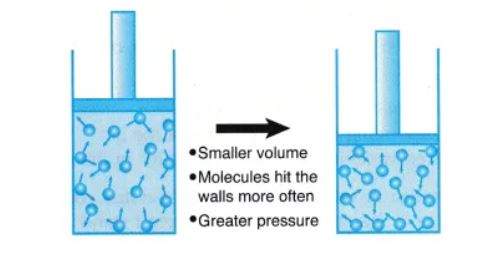 •Smaller volume
•Molecules hit the
walls more often
•Greater pressure